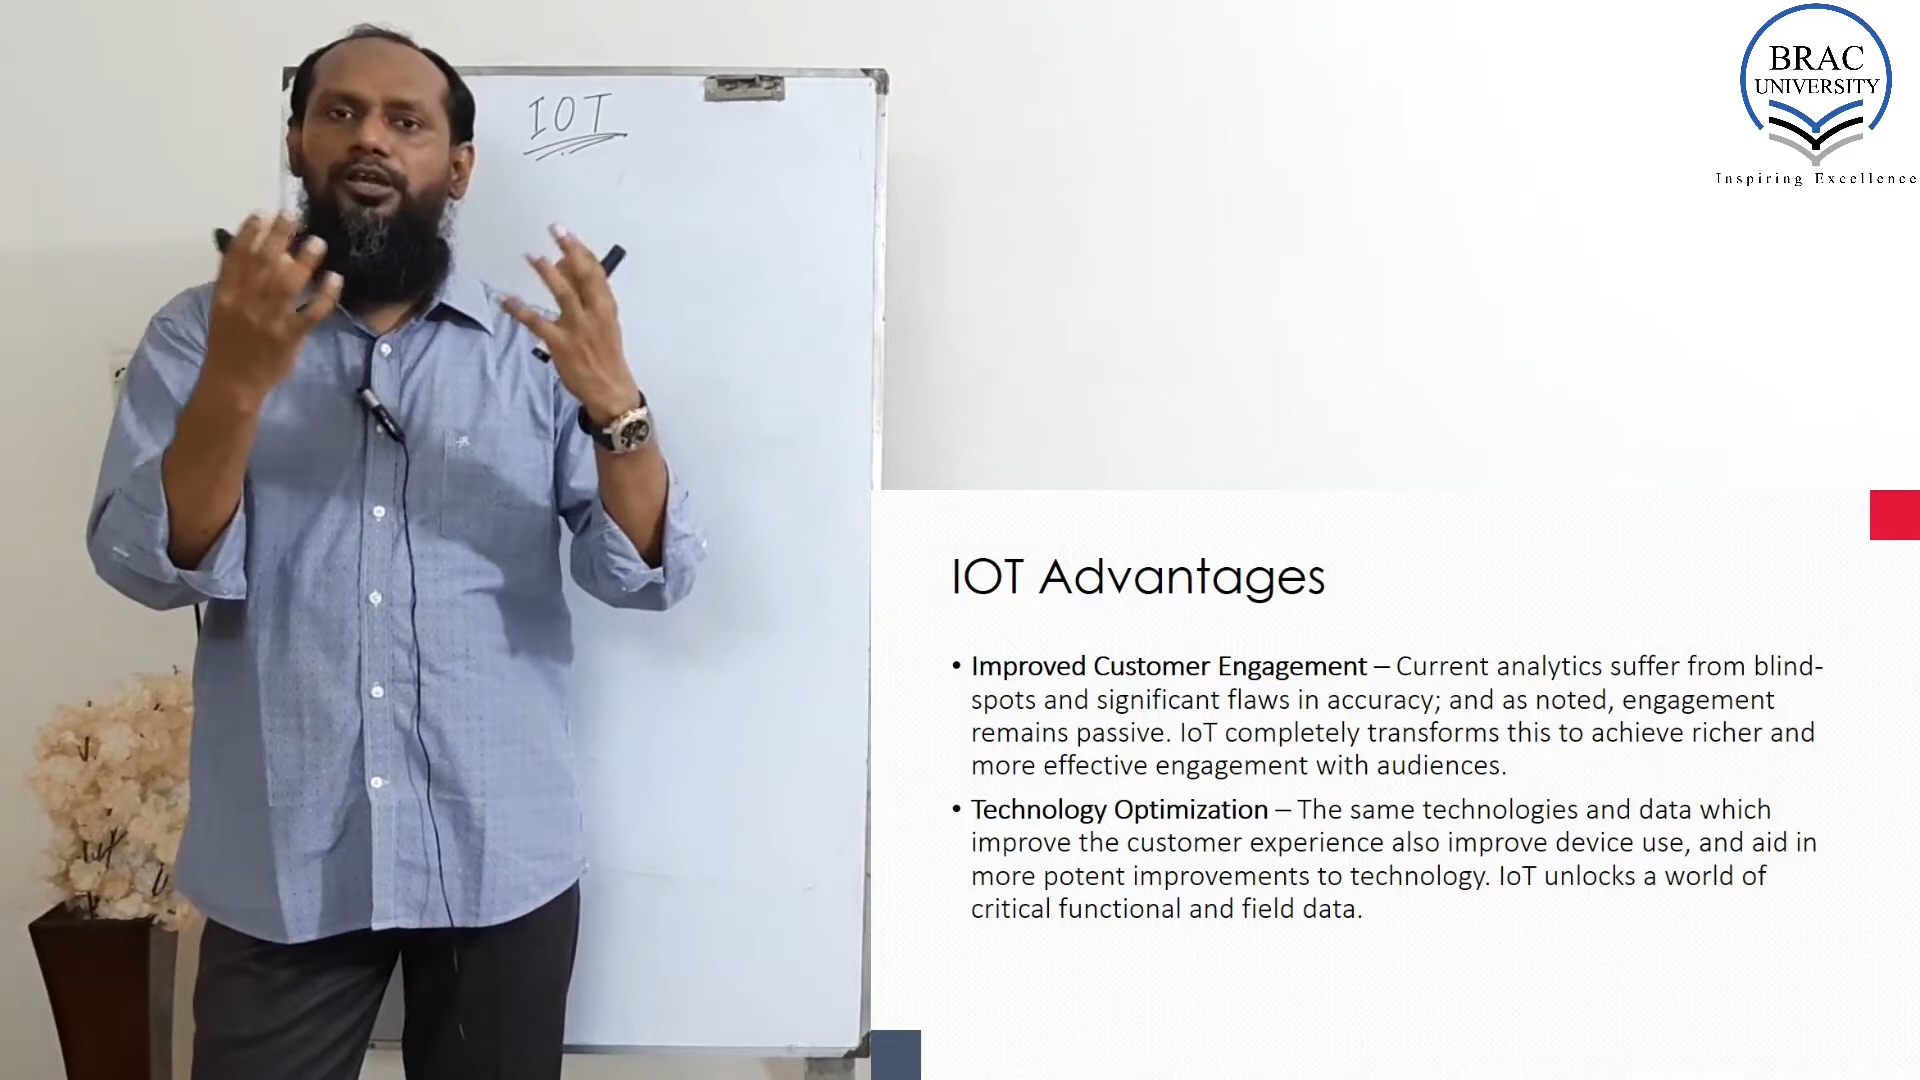 IOT
BRAC
UNIVERSITY
Inspiring Excellence
IOT Advantages
• Improved Customer Engagement – Current analytics suffer from blind-
spots and significant flaws in accuracy; and as noted, engagement
remains passive. IoT completely transforms this to achieve richer and
more effective engagement with audiences.
• Technology Optimization – The same technologies and data which
improve the customer experience also improve device use, and aid in
more potent improvements to technology. IoT unlocks a world of
critical functional and field data.